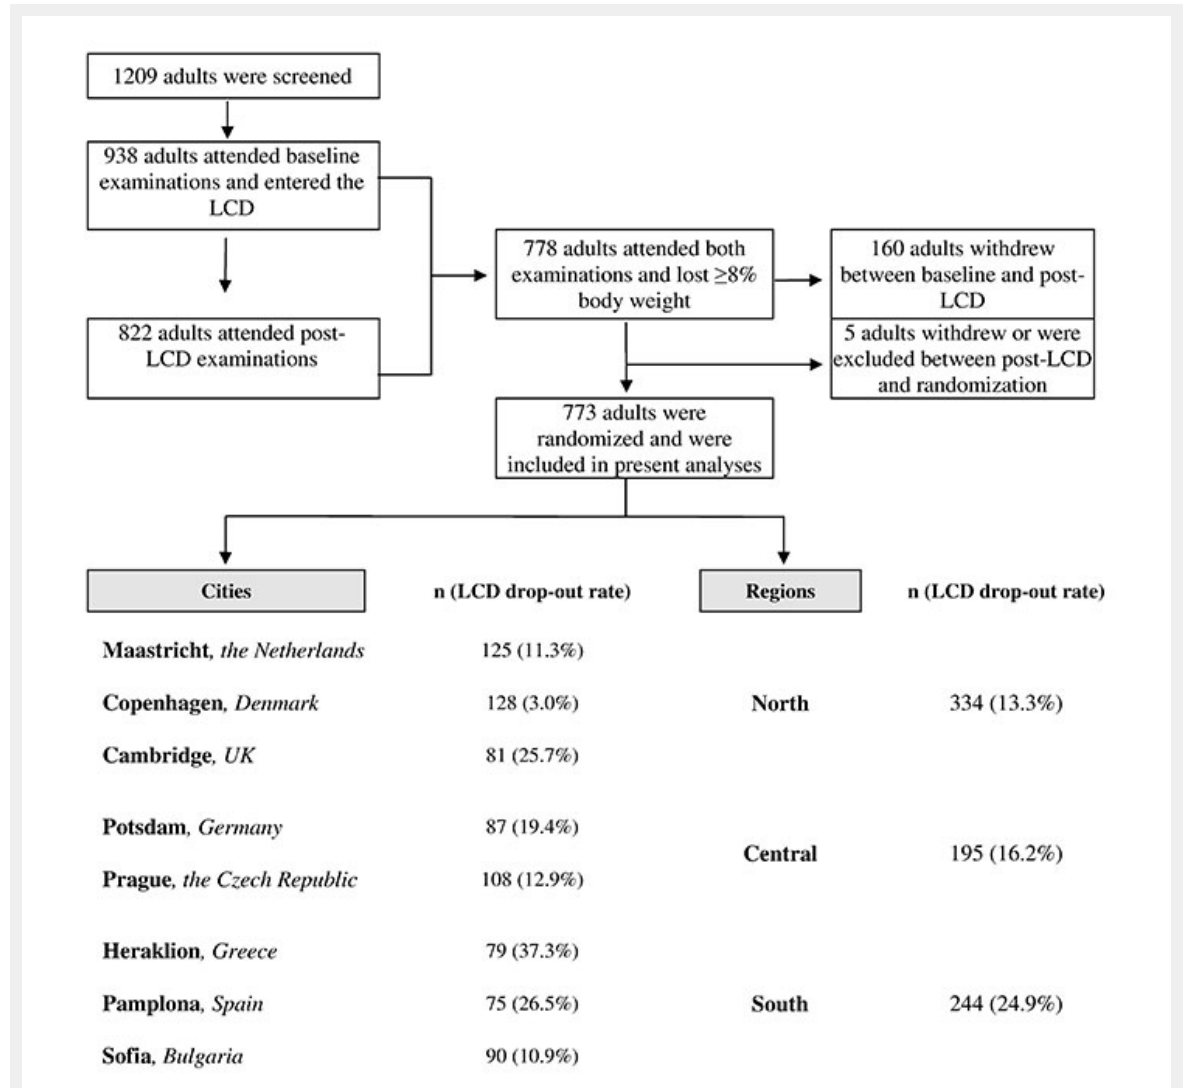 1209 adults were screened
938 adults attended baseline
examinations and entered the
LCD
822 adults attended post-
LCD examinations
778 adults attended both
examinations and lost ≥8%
body weight
160 adults withdrew
between baseline and post-
LCD
5 adults withdrew or were
excluded between post-LCD
and randomization
773 adults were
randomized and were
included in present analyses
Cities n (LCD drop-out rate) Regions n (LCD drop-out rate)
Maastricht, the Netherlands 125 (11.3%)
Copenhagen, Denmark 128 (3.0%) North 334 (13.3%)
Cambridge, UK 81 (25.7%)
Potsdam, Germany 87 (19.4%)
Central 195 (16.2%)
Prague, the Czech Republic 108 (12.9%)
Heraklion, Greece 79 (37.3%)
Pamplona, Spain 75 (26.5%) South 244 (24.9%)
Sofia, Bulgaria 90 (10.9%)